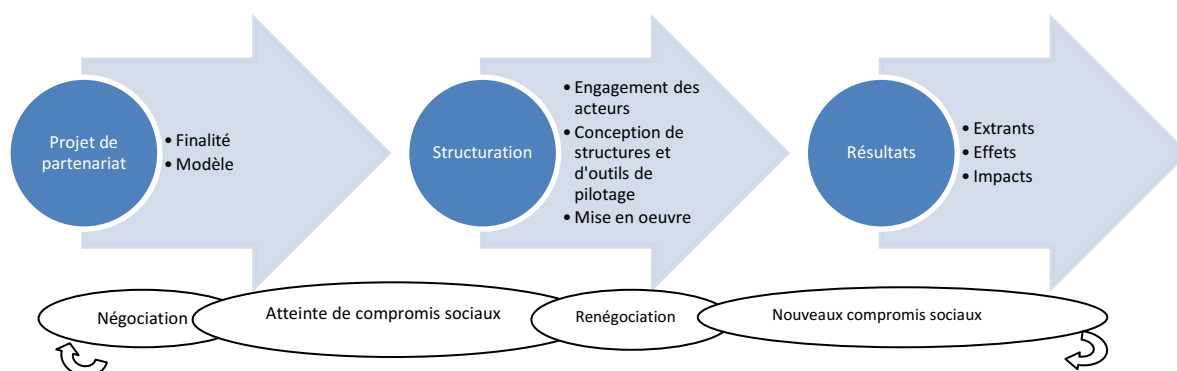 Projet de
partenariat
• Finalité
• Modèle
Structuration
• Engagement des
acteurs
• Conception de
structures et
d'outils de
pilotage
• Mise en oeuvre
Résultats
• Extrants
• Effets
• Impacts
Négociation
Atteinte de compromis sociaux
Renégociation
Nouveaux compromis sociaux